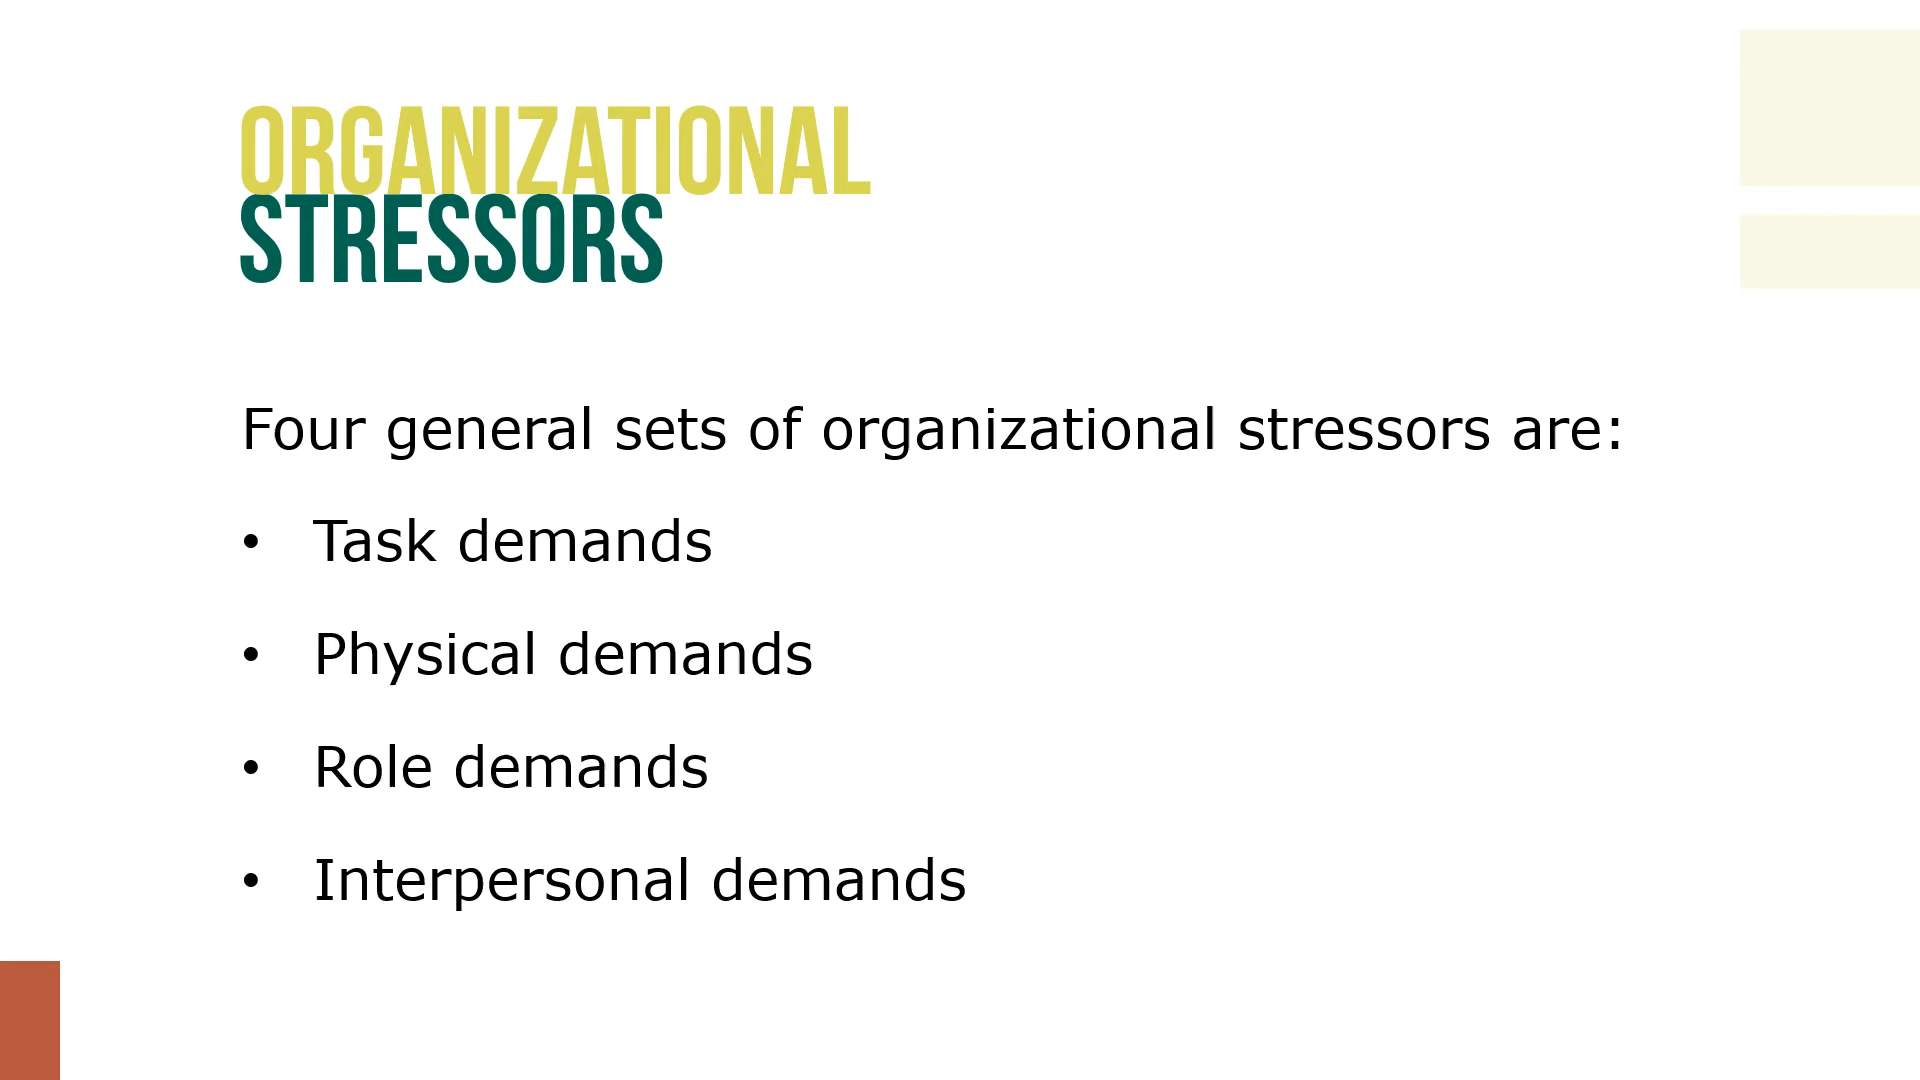 ORGANIZATIONAL
STRESSORS
Four general sets of organizational stressors are:
• Task demands
• Physical demands
• Role demands
• Interpersonal demands